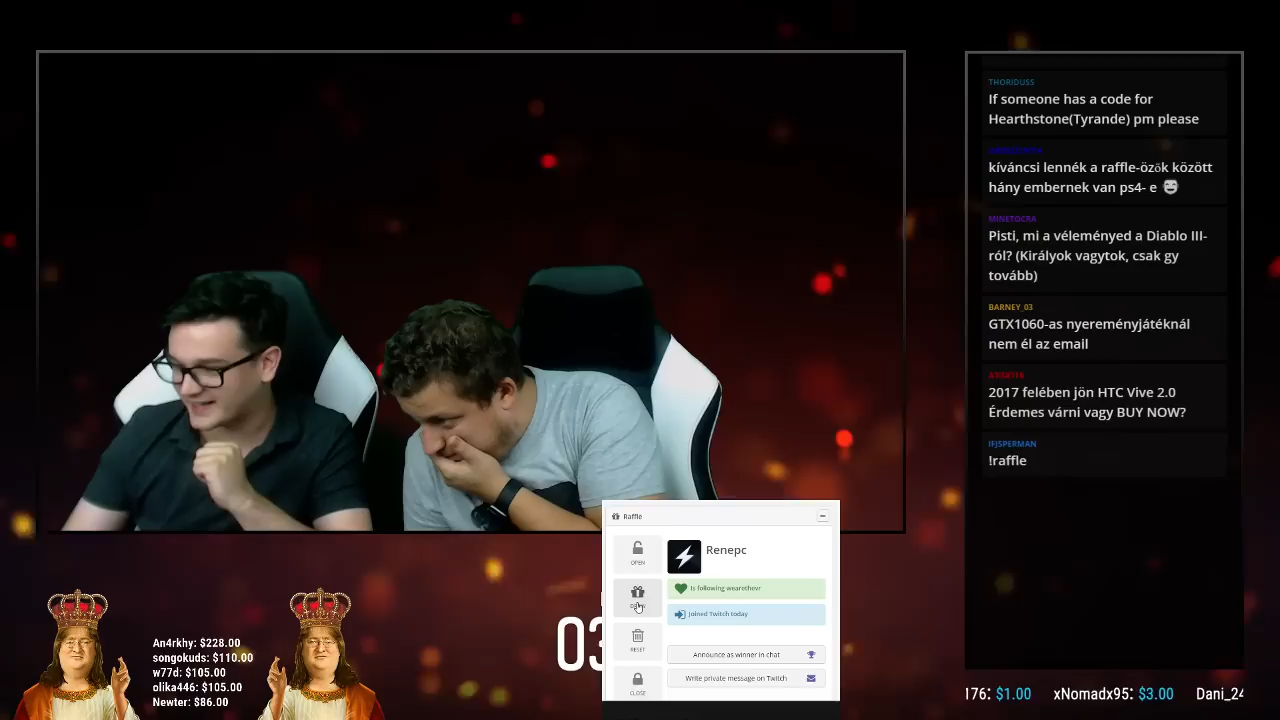 THORIDUSS
If someone has a code for
Hearthstone(Tyrande) pm please
kíváncsi lennék a raffle-özők között
hány embernek van ps4- e
MINETOCRA
Pisti, mi a véleményed a Diablo III-
ról? (Királyok vagytok, csak gy
tovább)
BARNEY_03
GTX1060-as nyereményjátéknál
nem él az email
2017 felében jön HTC Vive 2.0
Érdemes várni vagy BUY NOW?
IFJSPERMAN
!raffle
Raffle
OPEN
Renepc
Is following wearethevr
Joined Twitch today
RESET
Announce as winner in chat
CLOSE
Write private message on Twitch
03
An4rkhy: $228.00
songokuds: $110.00
w77d: $105.00
olika446: $105.00
Newter: $86.00
176: $1.00 xNomadx95: $3.00 Dani_24